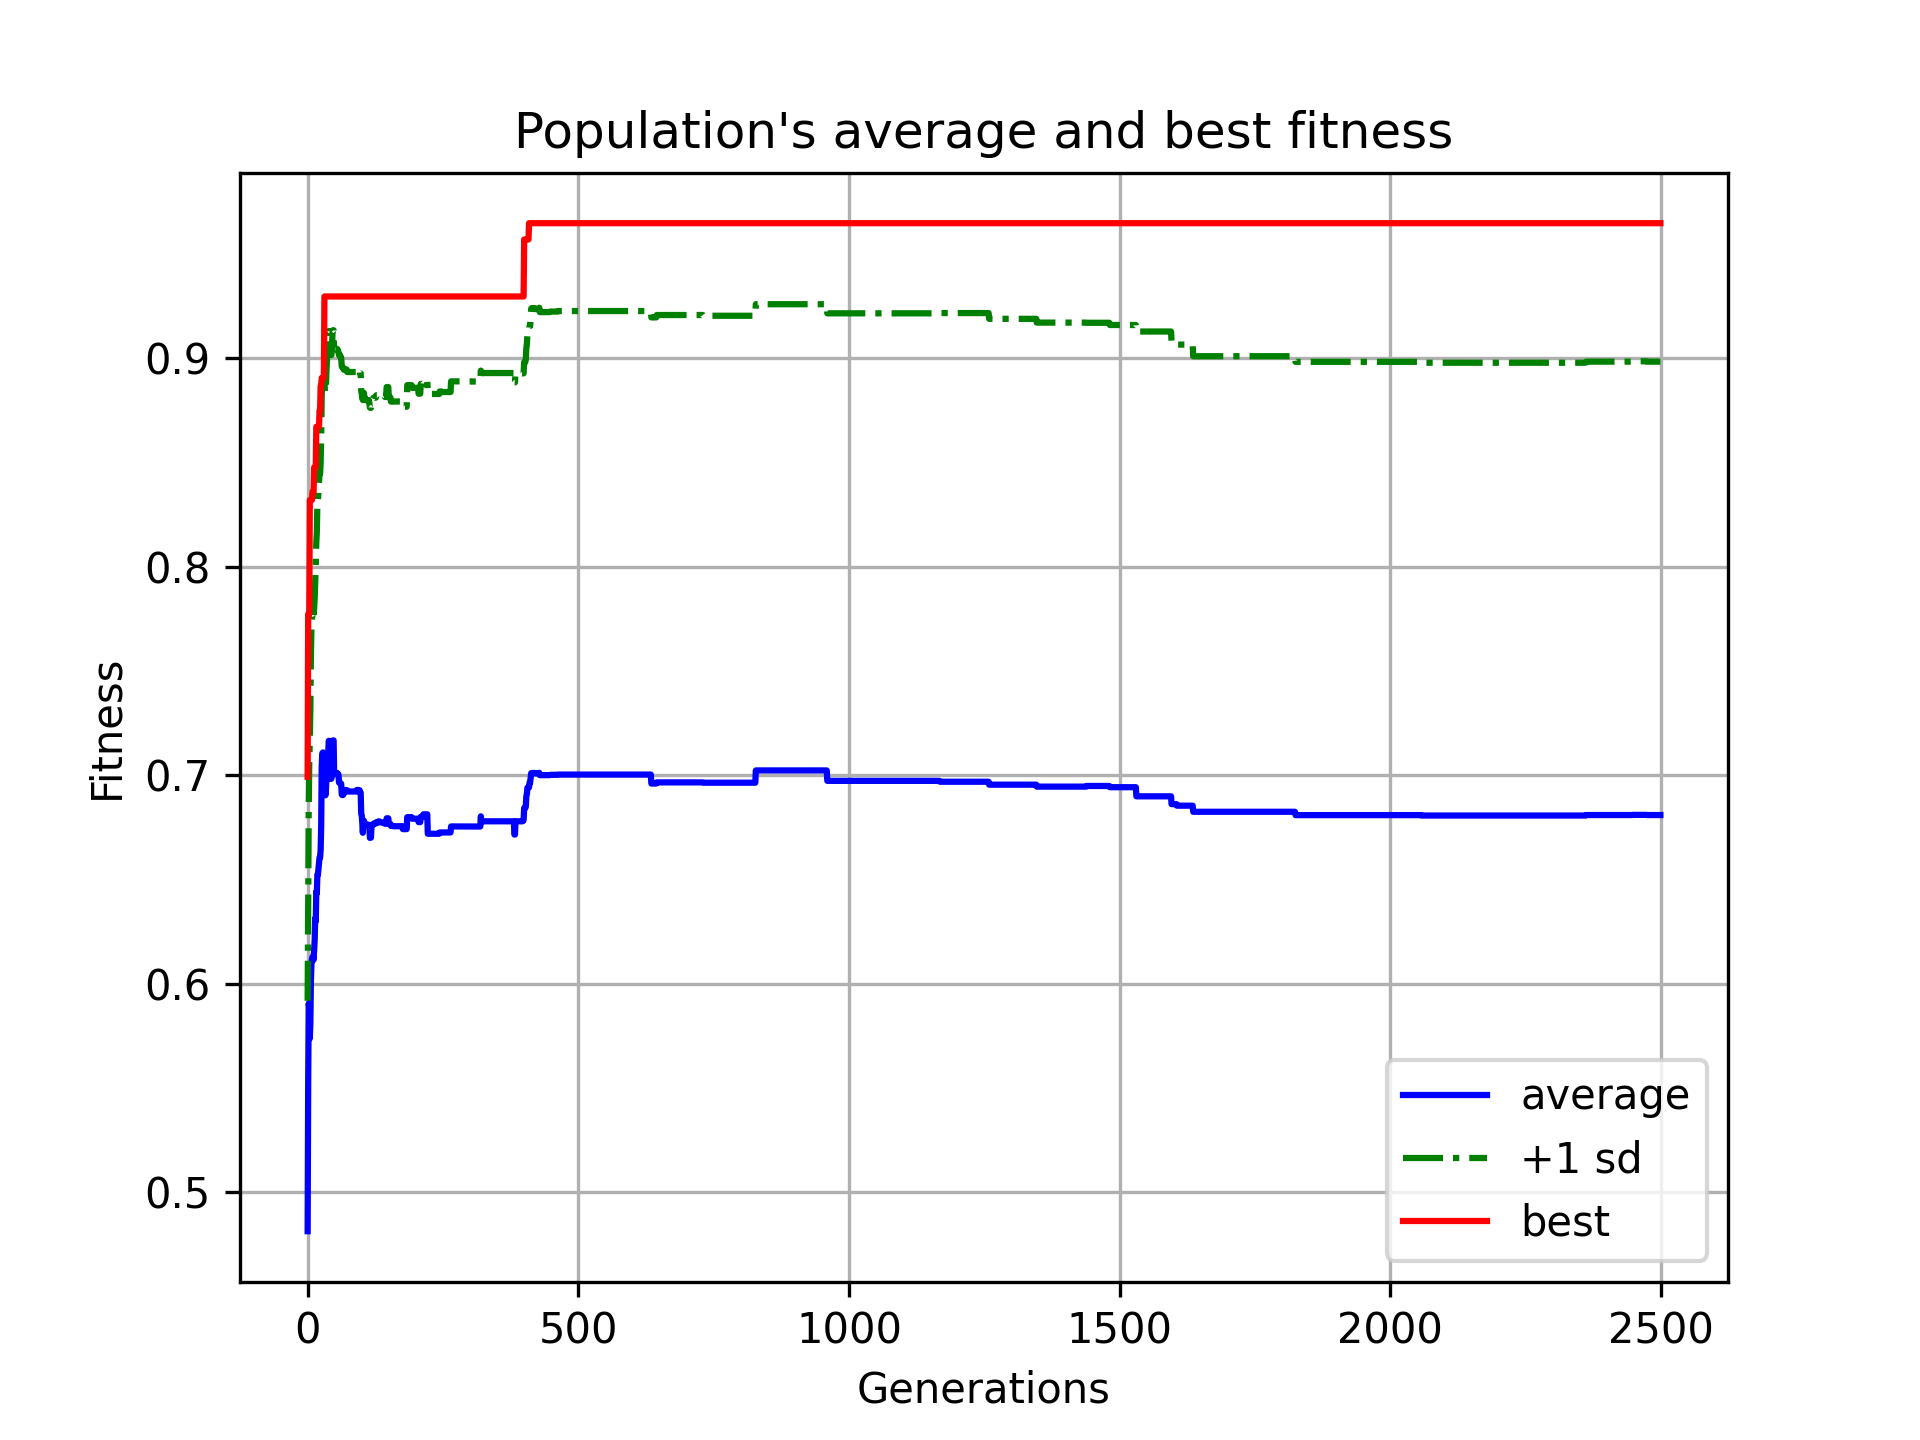 Population's average and best fitness
Fitness
0.9
0.8
0.7
0.6
0.5
0
500
1000
1500
2000
2500
Generations
average
+1 sd
best